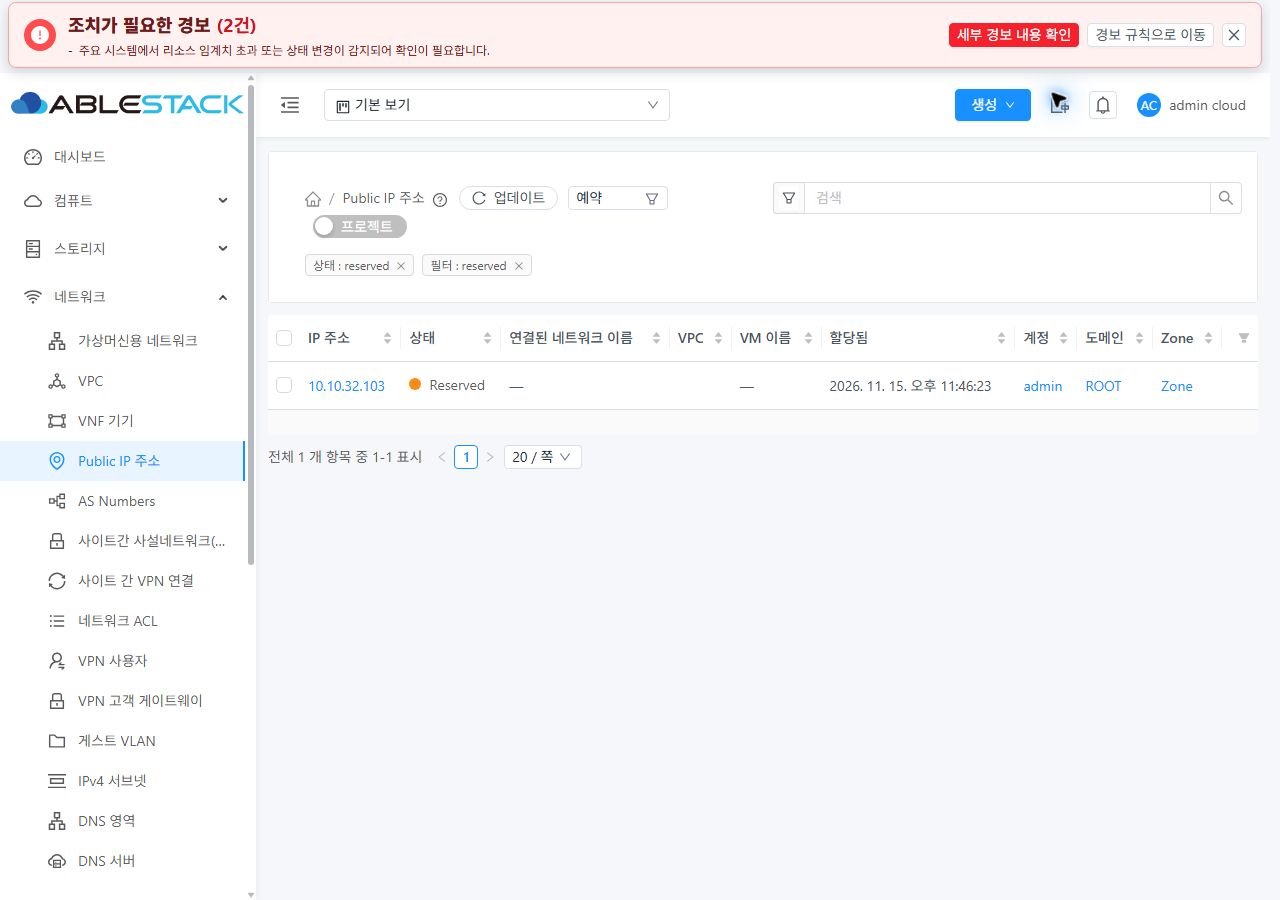 조치가 필요한 경보 (2건)
- 주요 시스템에서 리소스 임계치 초과 또는 상태 변경이 감지되어 확인이 필요합니다.
세부 경보 내용 확인
경보 규칙으로 이동
ABLESTACK
기본 보기
생성
AC
admin cloud
대시보드
컴퓨트
스토리지
네트워크
가상머신용 네트워크
VPC
VNF 기기
Public IP 주소
AS Numbers
사이트간 사설네트워크(...
사이트 간 VPN 연결
네트워크 ACL
VPN 사용자
VPN 고객 게이트웨이
게스트 VLAN
IPv4 서브넷
DNS 영역
DNS 서버
/ Public IP 주소
업데이트
예약
검색
프로젝트
상태 : reserved
필터 : reserved
IP 주소 상태 연결된 네트워크 이름 VPC VM 이름 할당됨 계정 도메인 Zone
10.10.32.103 Reserved — — 2026. 11. 15. 오후 11:46:23 admin ROOT Zone
전체 1 개 항목 중 1-1 표시 < 1 > 20 / 쪽